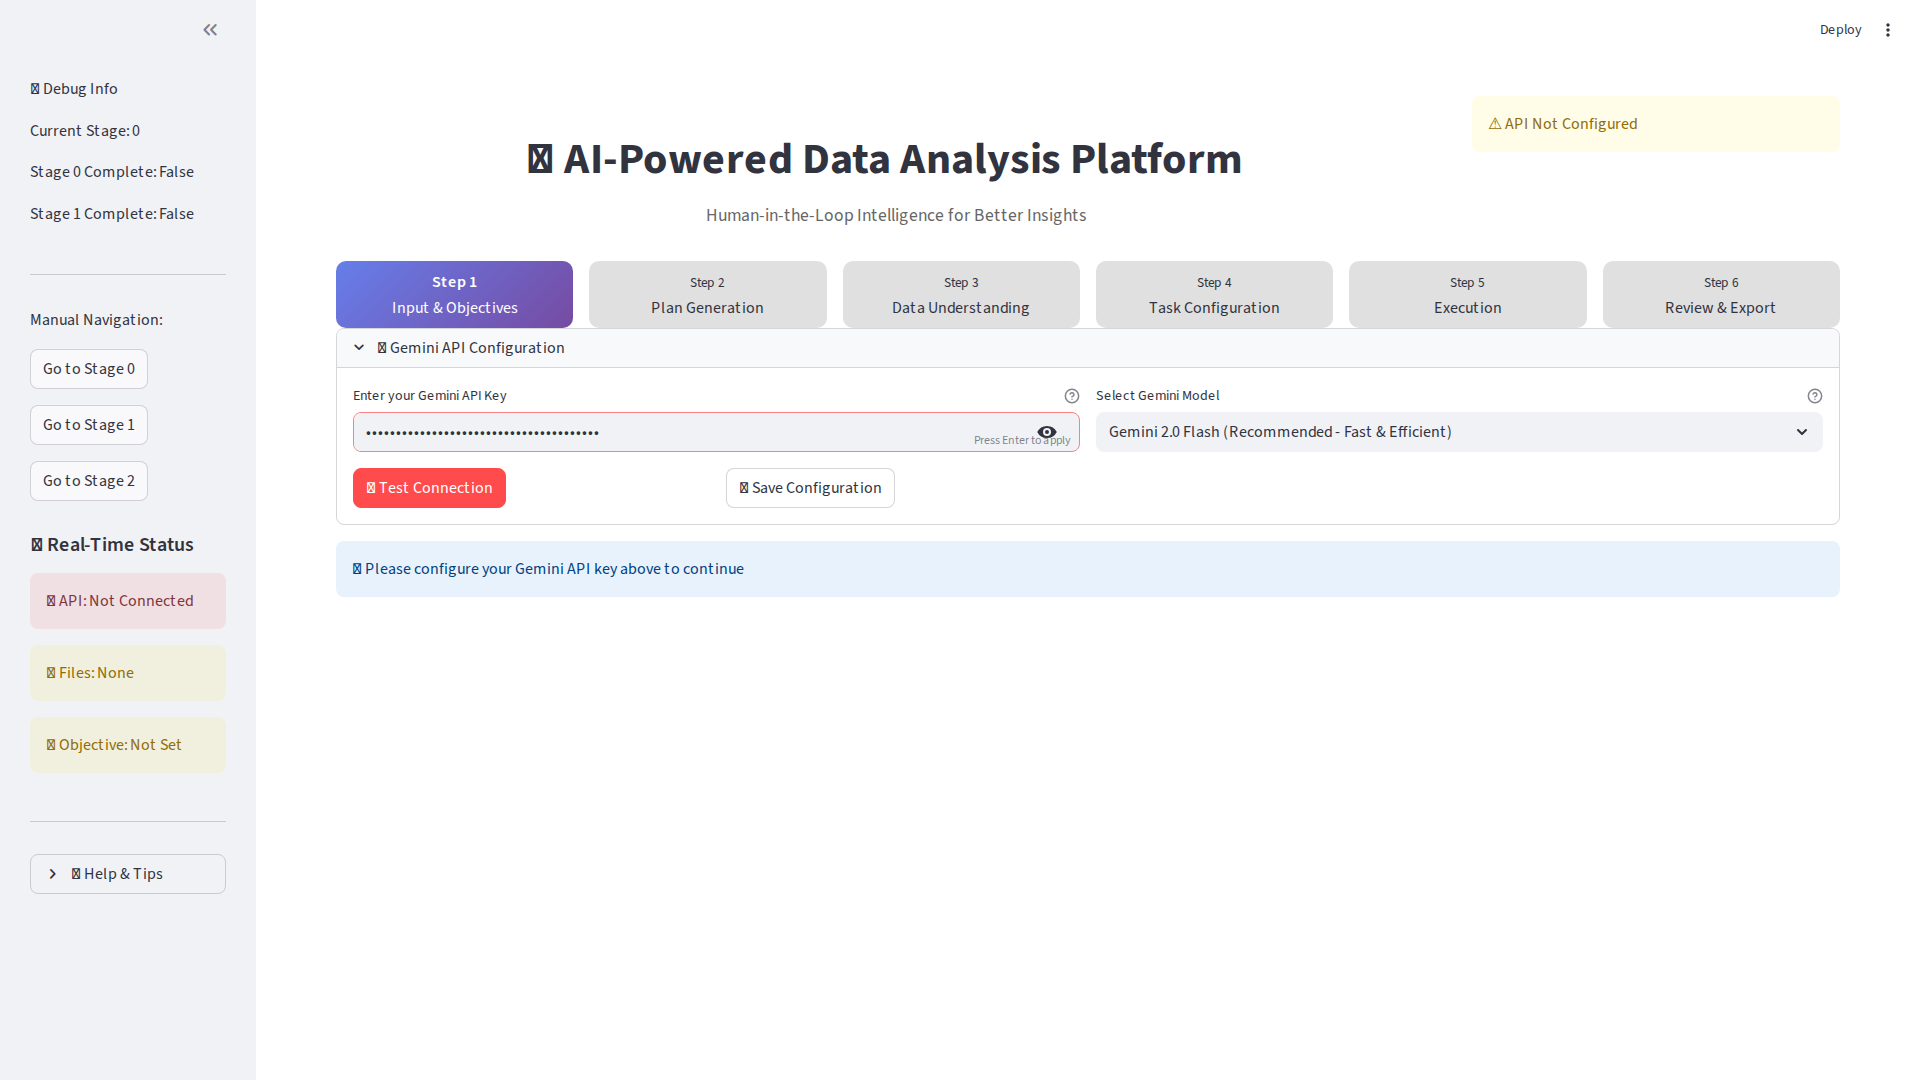 Debug Info
Current Stage: 0
Stage 0 Complete: False
Stage 1 Complete: False
Manual Navigation:
Go to Stage 0
Go to Stage 1
Go to Stage 2
Real-Time Status
API: Not Connected
Files: None
Objective: Not Set
Help & Tips
Deploy
⚠ API Not Configured
AI-Powered Data Analysis Platform
Human-in-the-Loop Intelligence for Better Insights
Step 1
Input & Objectives
Step 2
Plan Generation
Step 3
Data Understanding
Step 4
Task Configuration
Step 5
Execution
Step 6
Review & Export
Gemini API Configuration
Enter your Gemini API Key
Press Enter to apply
Select Gemini Model
Gemini 2.0 Flash (Recommended - Fast & Efficient)
Test Connection
Save Configuration
Please configure your Gemini API key above to continue